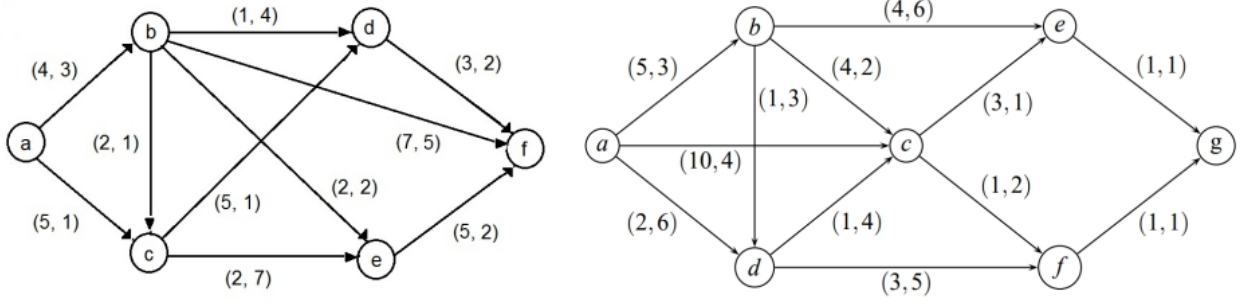 b
(1, 4)
d
(4, 3)
(3, 2)
a
(2, 1)
(7, 5)
f
(5, 1)
(5, 1)
(2, 2)
(5, 2)
c
(2, 7)
e
b
(4,6)
e
(5,3)
(4,2)
(1,1)
(1,3)
(3,1)
a
(10,4)
c
g
(2,6)
(1,4)
(1,2)
(1,1)
d
(3,5)
f